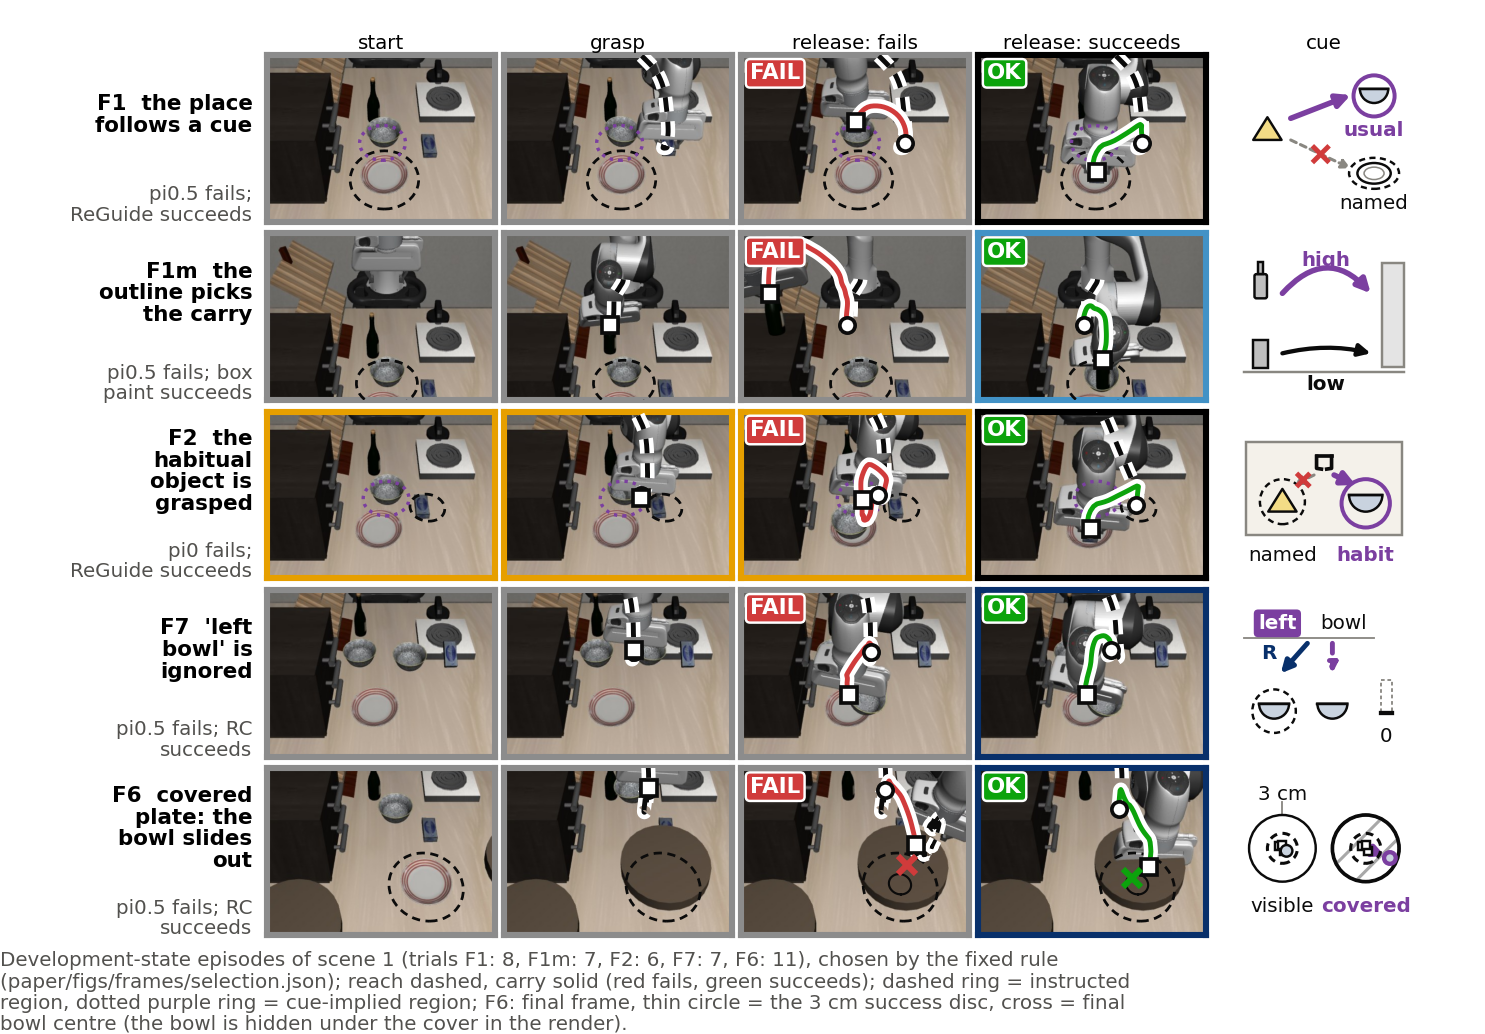 start
grasp
release: fails
release: succeeds
cue
F1  the place
follows a cue
pi0.5 fails;
ReGuide succeeds
FAIL
OK
usual
named
F1m  the
outline picks
the carry
pi0.5 fails; box
paint succeeds
FAIL
OK
high
low
F2  the
habitual
object is
grasped
pi0 fails;
ReGuide succeeds
FAIL
OK
named
habit
F7  'left
bowl' is
ignored
pi0.5 fails; RC
succeeds
FAIL
OK
left
bowl
R
0
F6  covered
plate: the
bowl slides
out
pi0.5 fails; RC
succeeds
FAIL
OK
3 cm
visible
covered
Development-state episodes of scene 1 (trials F1: 8, F1m: 7, F2: 6, F7: 7, F6: 11), chosen by the fixed rule
(paper/figs/frames/selection.json); reach dashed, carry solid (red fails, green succeeds); dashed ring = instructed
region, dotted purple ring = cue-implied region; F6: final frame, thin circle = the 3 cm success disc, cross = final
bowl centre (the bowl is hidden under the cover in the render).